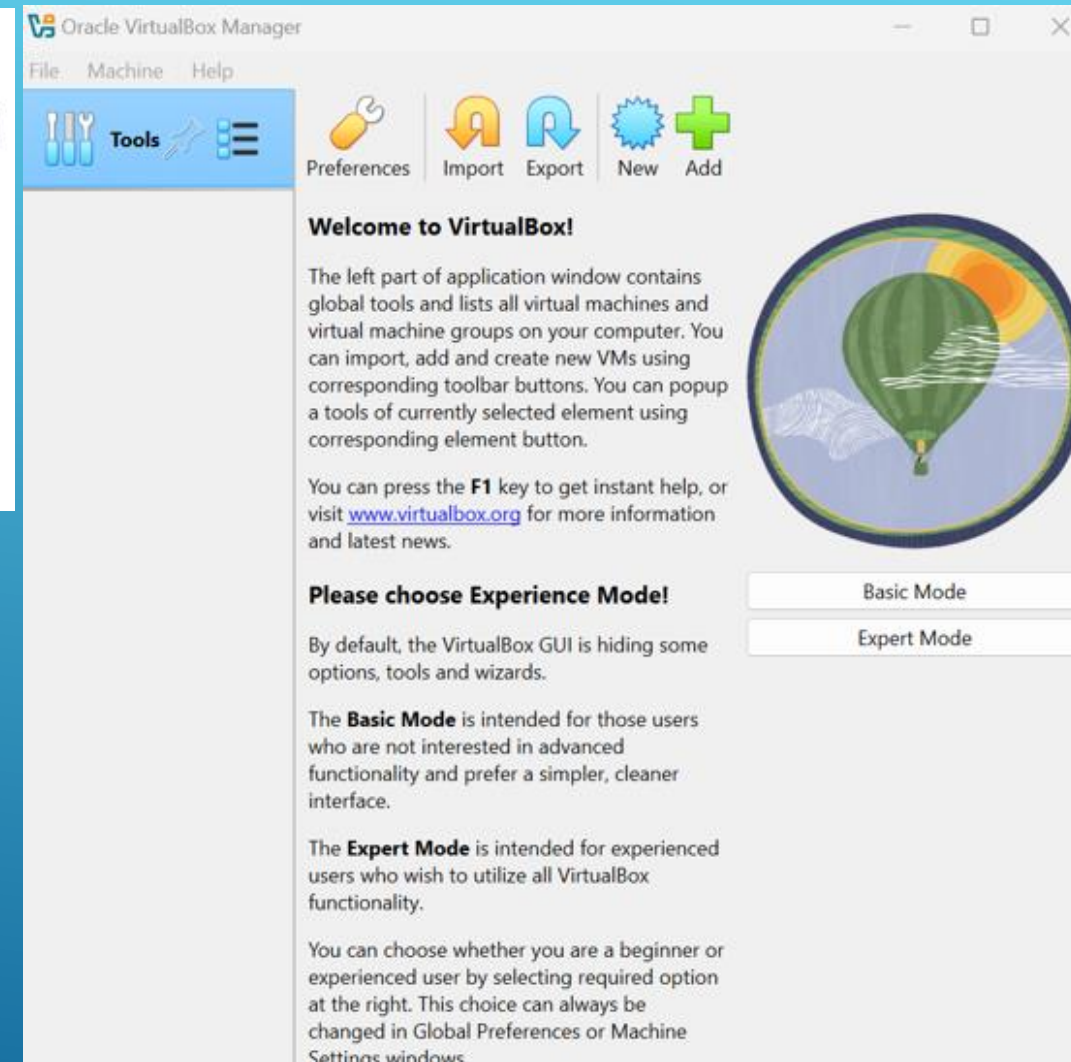 Oracle VirtualBox Manager
File Machine Help
Tools
Preferences Import Export New Add
Welcome to VirtualBox!
The left part of application window contains
global tools and lists all virtual machines and
virtual machine groups on your computer. You
can import, add and create new VMs using
corresponding toolbar buttons. You can popup
a tools of currently selected element using
corresponding element button.
You can press the F1 key to get instant help, or
visit www.virtualbox.org for more information
and latest news.
Please choose Experience Mode!
By default, the VirtualBox GUI is hiding some
options, tools and wizards.
The Basic Mode is intended for those users
who are not interested in advanced
functionality and prefer a simpler, cleaner
interface.
The Expert Mode is intended for experienced
users who wish to utilize all VirtualBox
functionality.
You can choose whether you are a beginner or
experienced user by selecting required option
at the right. This choice can always be
changed in Global Preferences or Machine
Settings windows.
Basic Mode
Expert Mode